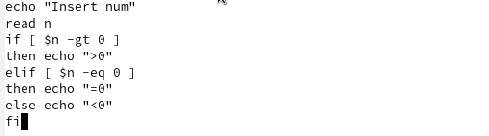 echo "Insert num"
read n
if [ $n -gt 0 ]
then echo ">0"
elif [ $n -eq 0 ]
then echo "=0"
else echo "<0"
fi